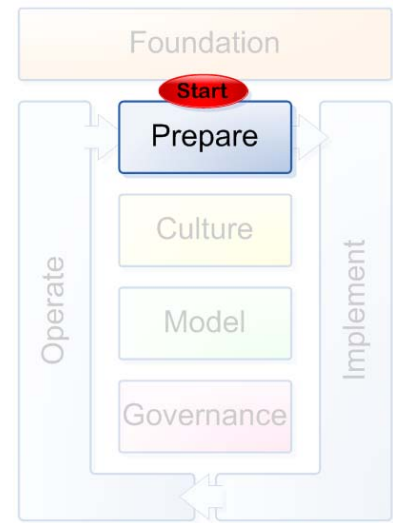 Foundation
Start
Prepare
Culture
Model
Governance
Operate
Implement